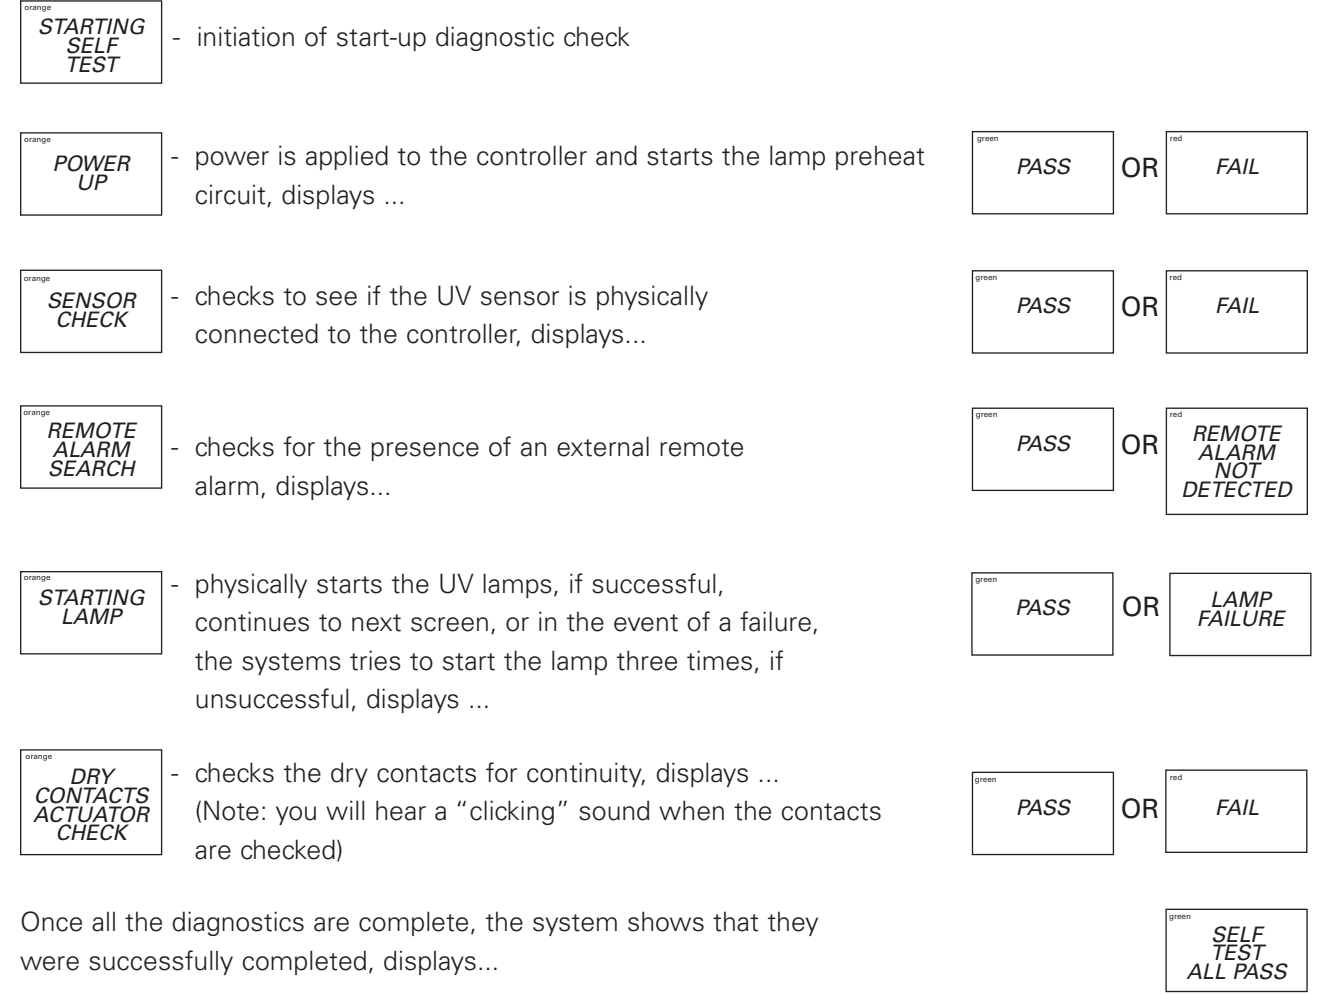 orange
STARTING
SELF
TEST
- initiation of start-up diagnostic check
orange
POWER
UP
- power is applied to the controller and starts the lamp preheat
circuit, displays ...
green
PASS
OR
red
FAIL
orange
SENSOR
CHECK
- checks to see if the UV sensor is physically
connected to the controller, displays...
green
PASS
OR
red
FAIL
orange
REMOTE
ALARM
SEARCH
- checks for the presence of an external remote
alarm, displays...
green
PASS
OR
red
REMOTE
ALARM
NOT
DETECTED
orange
STARTING
LAMP
- physically starts the UV lamps, if successful,
continues to next screen, or in the event of a failure,
the systems tries to start the lamp three times, if
unsuccessful, displays ...
green
PASS
OR
LAMP
FAILURE
orange
DRY
CONTACTS
ACTUATOR
CHECK
- checks the dry contacts for continuity, displays ...
(Note: you will hear a “clicking” sound when the contacts
are checked)
green
PASS
OR
red
FAIL
Once all the diagnostics are complete, the system shows that they
were successfully completed, displays...
green
SELF
TEST
ALL PASS